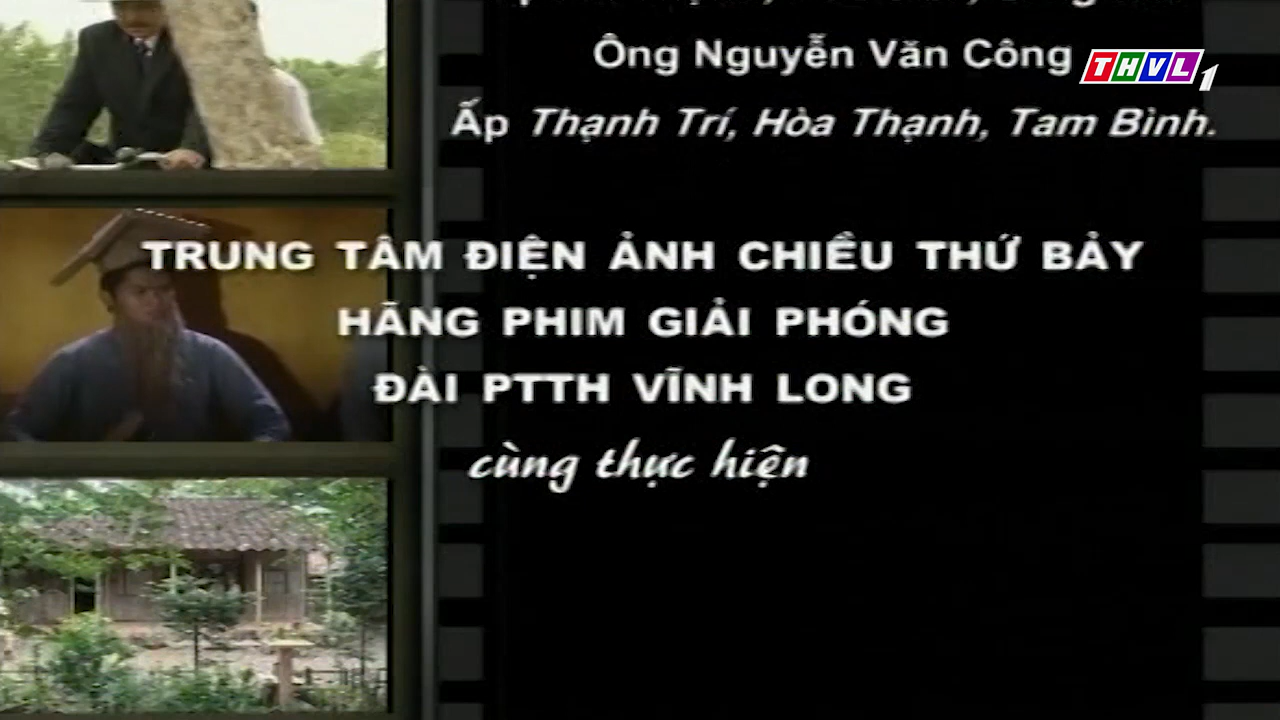 Ông Nguyễn Văn Công
THVL1
Ấp Thạnh Trí, Hòa Thạnh, Tam Bình.
TRUNG TÂM ĐIỆN ẢNH CHIỀU THỨ BẢY
HÃNG PHIM GIẢI PHÓNG
ĐÀI PTTH VĨNH LONG
cùng thực hiện